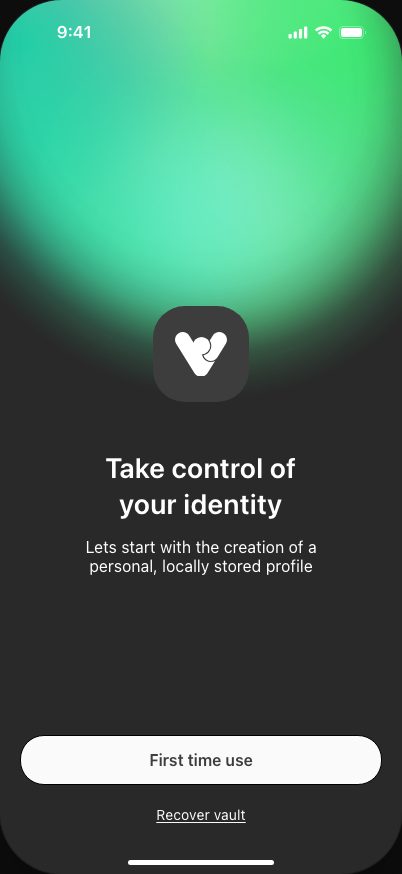 9:41
Take control of
your identity
Lets start with the creation of a
personal, locally stored profile
First time use
Recover vault